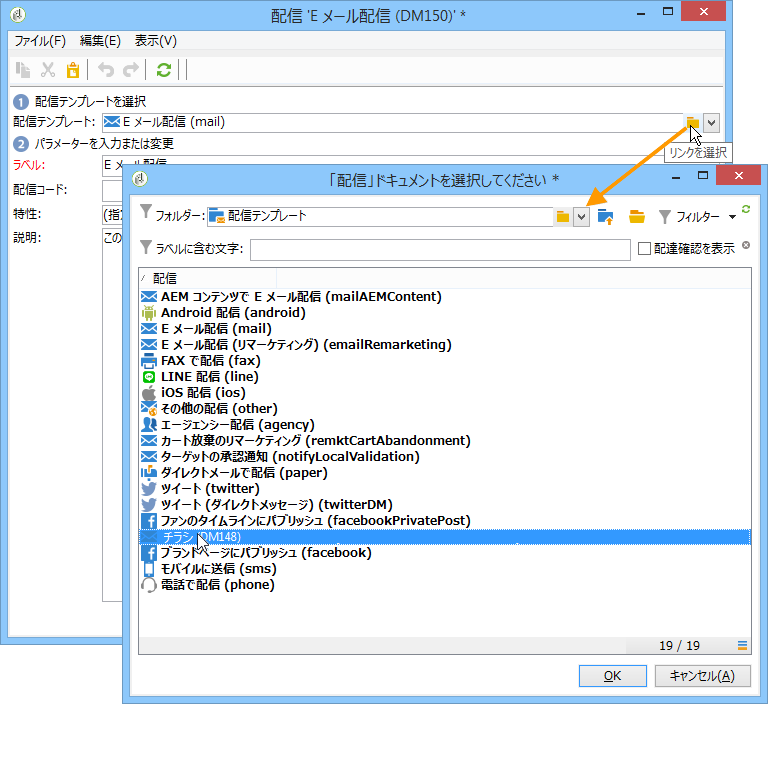 配信 'E メール配信 (DM150)' *
ファイル(F) 編集(E) 表示(V)
1 配信テンプレートを選択
配信テンプレート: E メール配信 (mail)
2 パラメーターを入力または変更
リンクを選択
ラベル: E メール配信
配信コード:
特性: (指
説明: この
「配信」ドキュメントを選択してください *
フォルダー: 配信テンプレート フィルター
ラベルに含む文字: 配達確認を表示
配信
AEM コンテンツで E メール配信 (mailAEMContent)
Android 配信 (android)
E メール配信 (mail)
E メール配信 (リマーケティング) (emailRemarketing)
FAX で配信 (fax)
LINE 配信 (line)
iOS 配信 (ios)
その他の配信 (other)
エージェンシー配信 (agency)
カート放棄のリマーケティング (remktCartAbandonment)
ターゲットの承認通知 (notifyLocalValidation)
ダイレクトメールで配信 (paper)
ツイート (twitter)
ツイート (ダイレクトメッセージ) (twitterDM)
ファンのタイムラインにパブリッシュ (facebookPrivatePost)
チラシ (DM148)
ブランドページにパブリッシュ (facebook)
モバイルに送信 (sms)
電話で配信 (phone)
19 / 19
OK キャンセル(A)